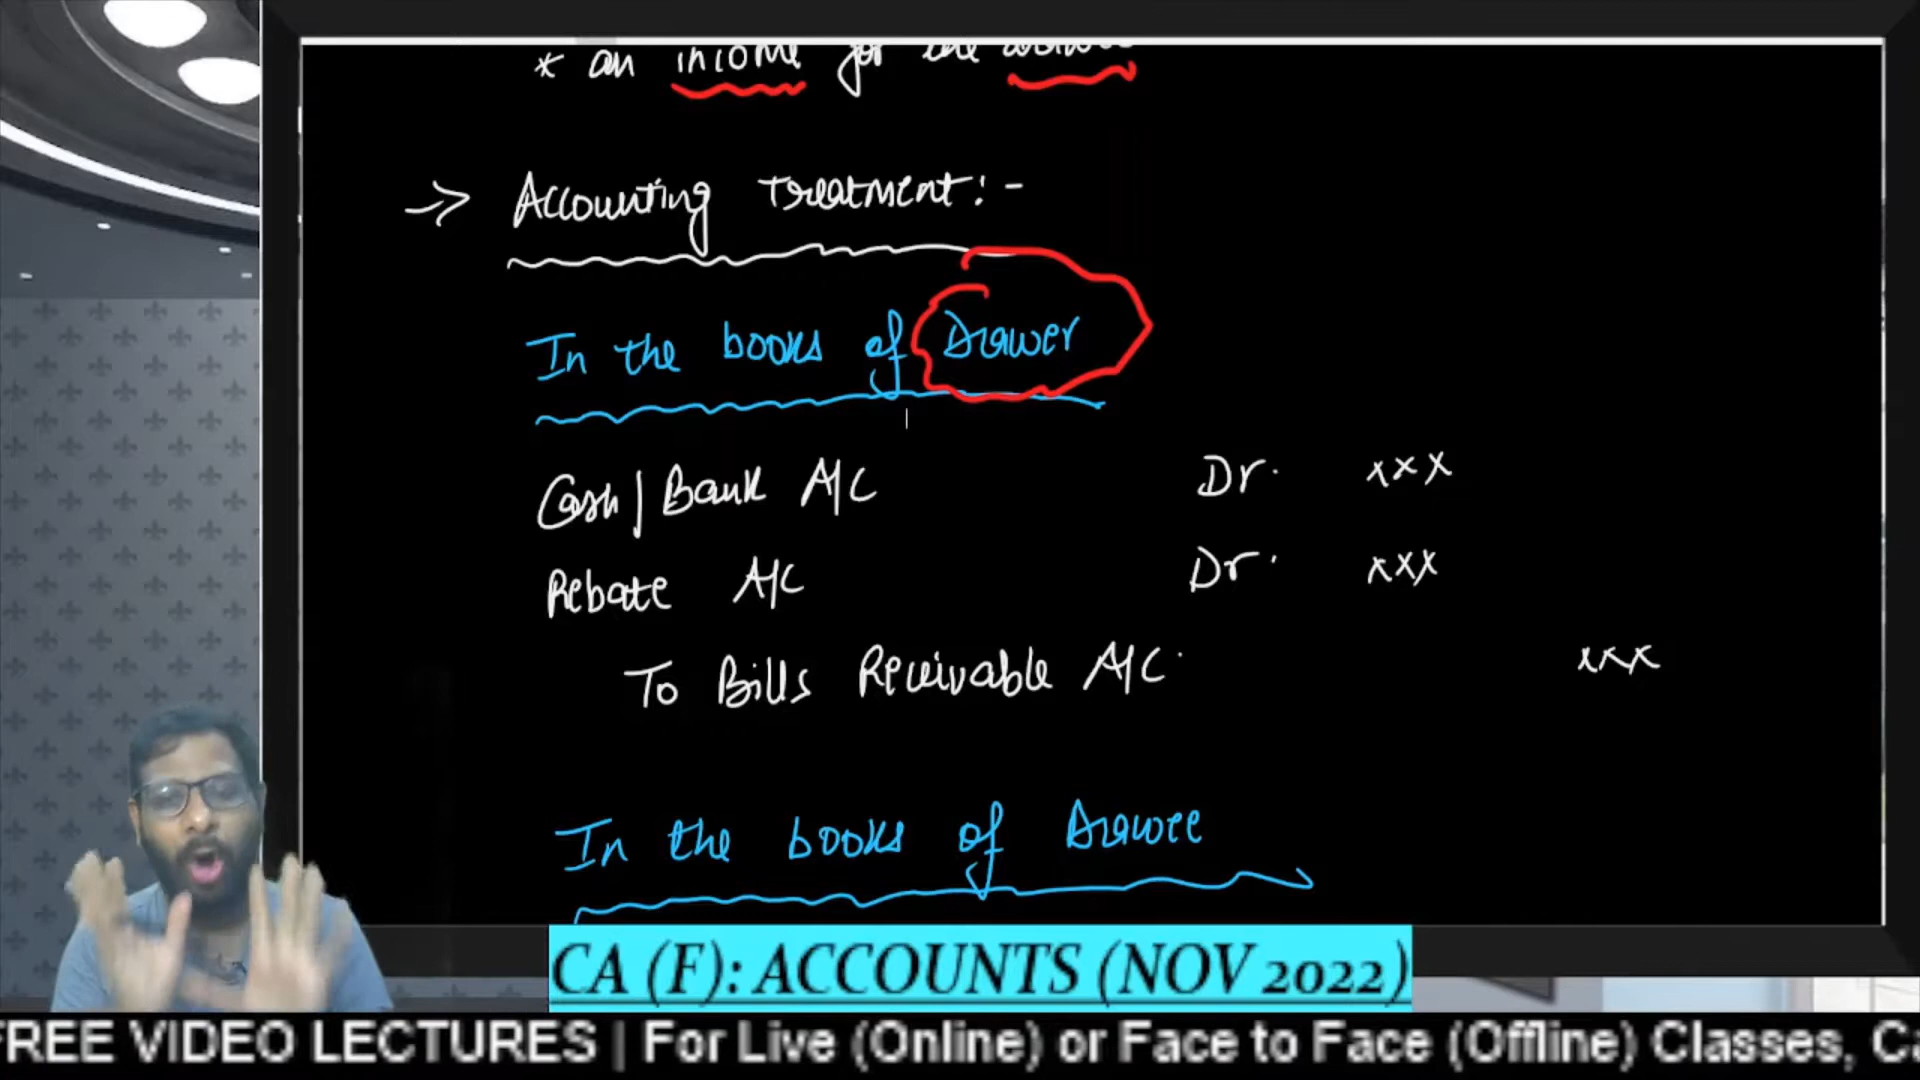 * an income for the
→ Accounting Treatment:-
In the books of Drawer
Cash/Bank A/C Dr. xxx
Rebate A/C Dr. xxx
To Bills Receivable A/C. xxx
In the books of Drawee
CA (F): ACCOUNTS (NOV 2022)
FREE VIDEO LECTURES | For Live (Online) or Face to Face (Offline) Classes,